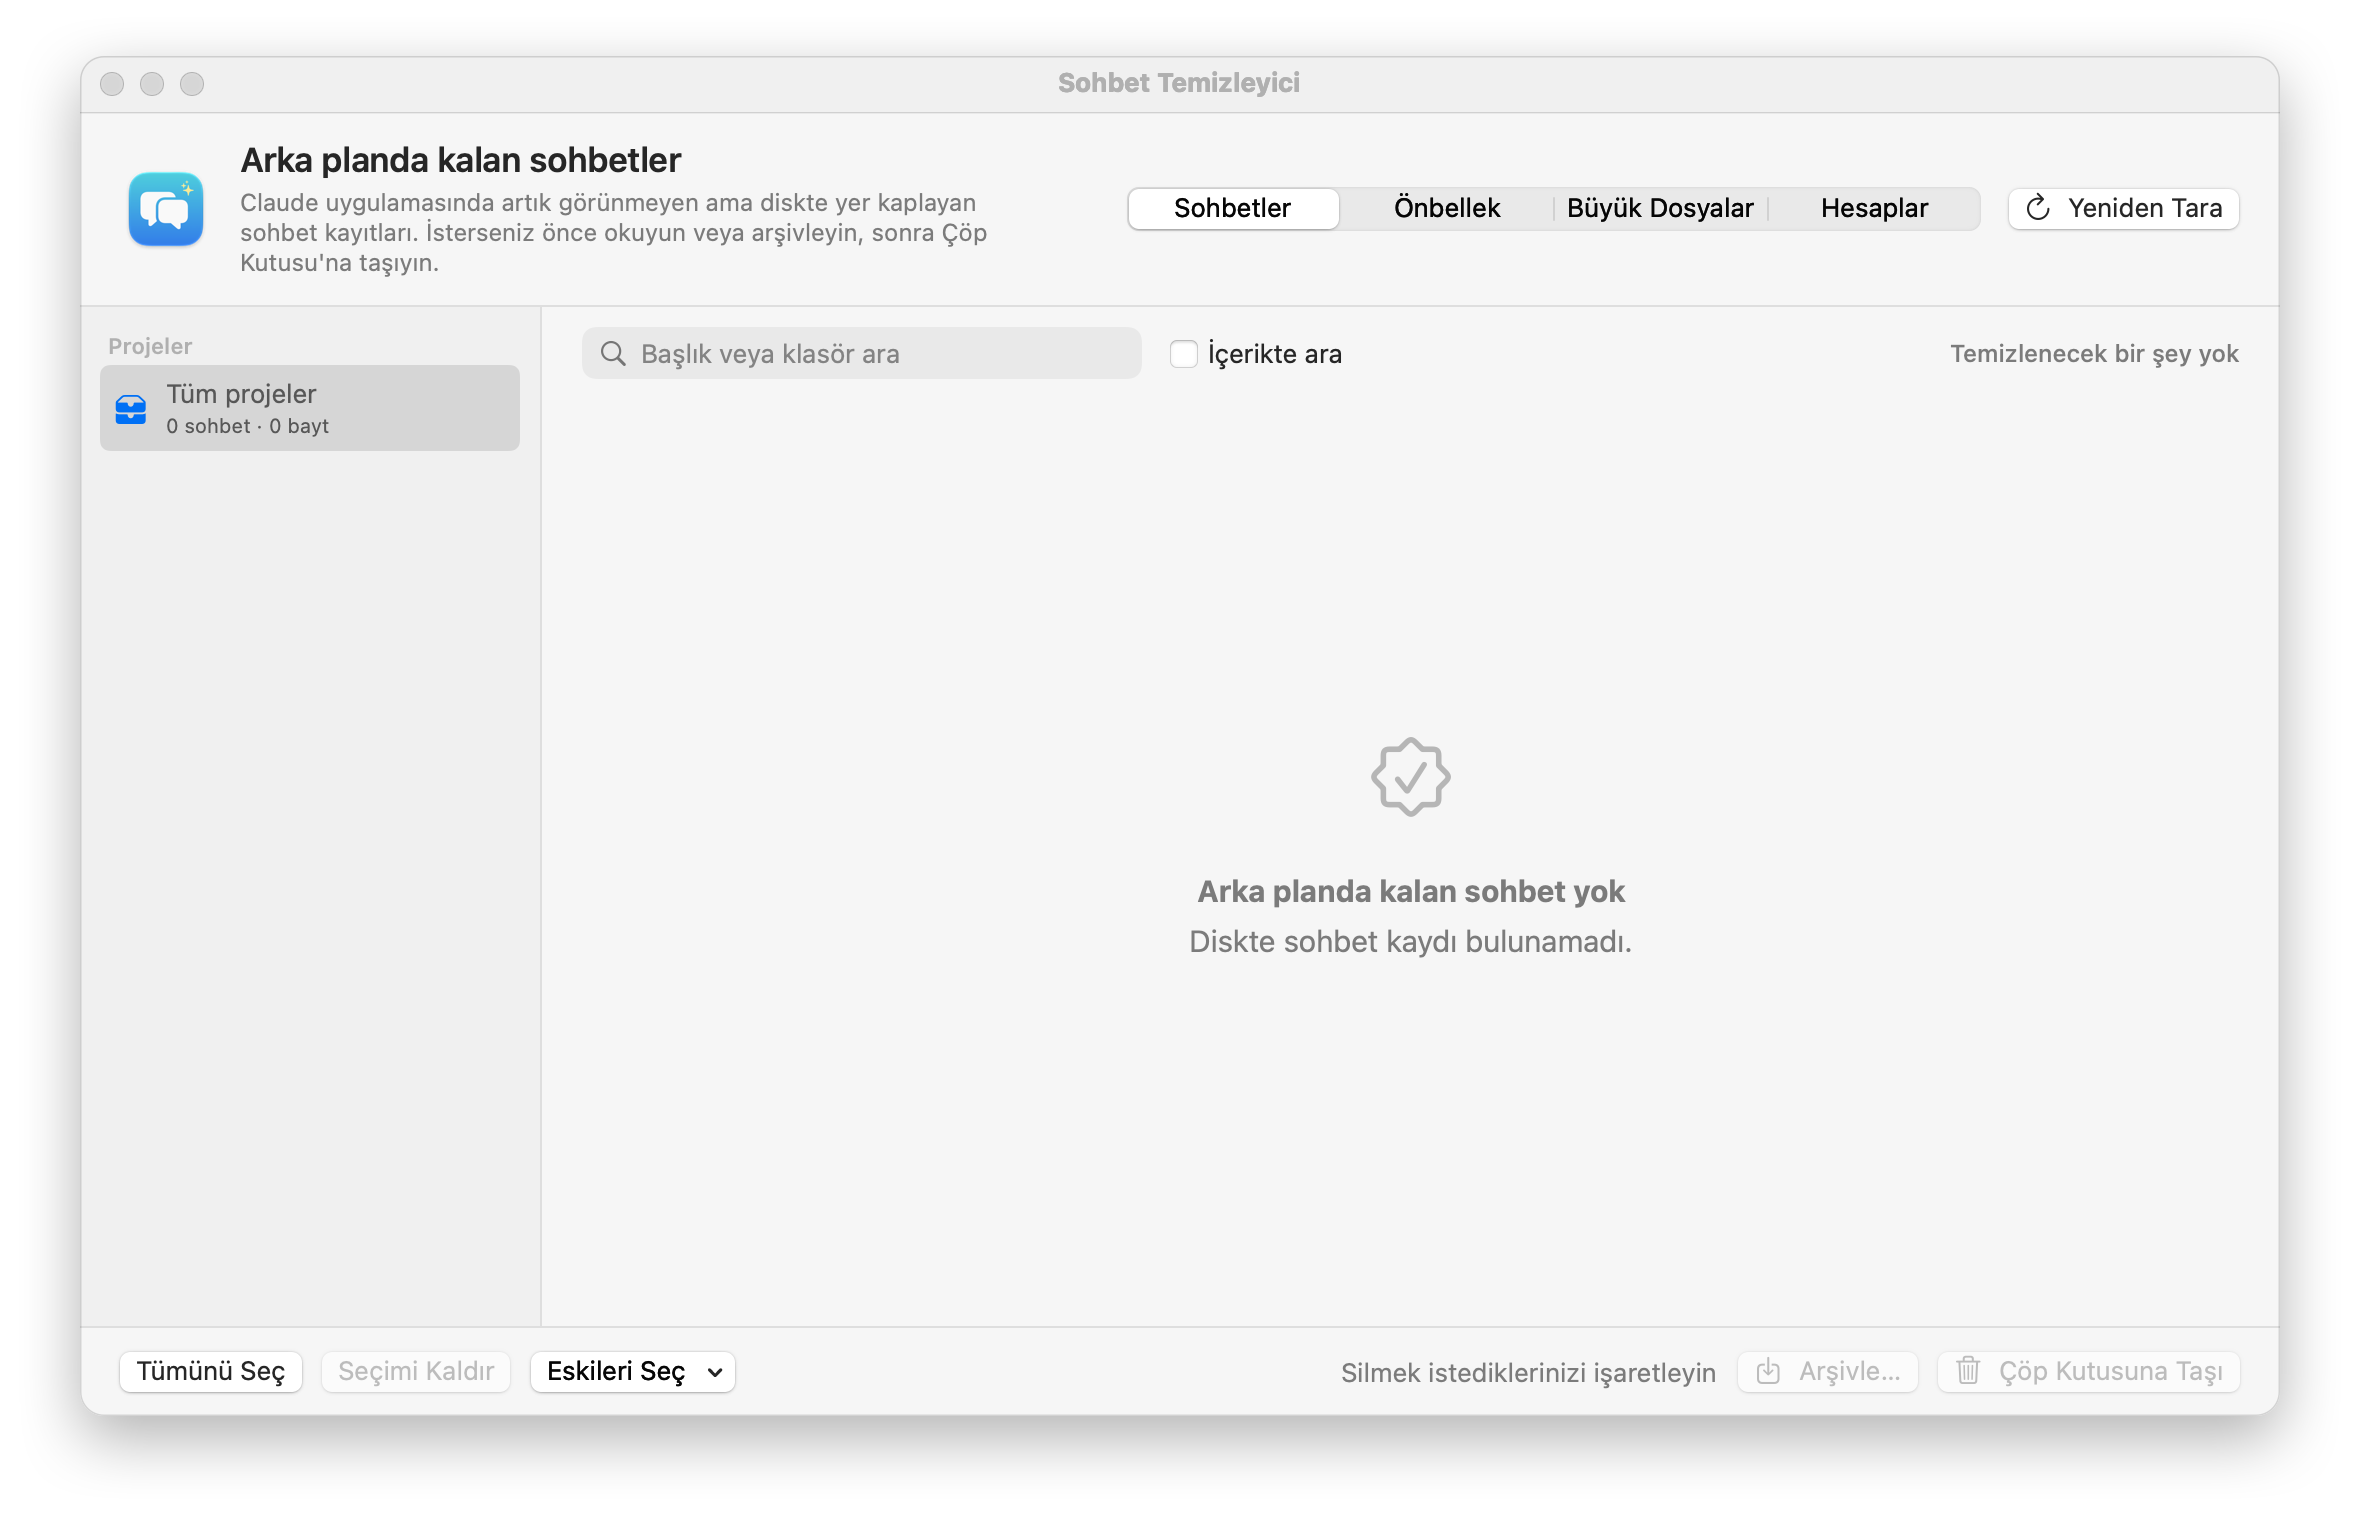 Sohbet Temizleyici
Arka planda kalan sohbetler
Claude uygulamasında artık görünmeyen ama diskte yer kaplayan
sohbet kayıtları. İsterseniz önce okuyun veya arşivleyin, sonra Çöp
Kutusu'na taşıyın.
Sohbetler
Önbellek
Büyük Dosyalar
Hesaplar
Yeniden Tara
Projeler
Tüm projeler
0 sohbet · 0 bayt
Başlık veya klasör ara
İçerikte ara
Temizlenecek bir şey yok
Arka planda kalan sohbet yok
Diskte sohbet kaydı bulunamadı.
Tümünü Seç
Seçimi Kaldır
Eskileri Seç
Silmek istediklerinizi işaretleyin
Arşivle...
Çöp Kutusuna Taşı